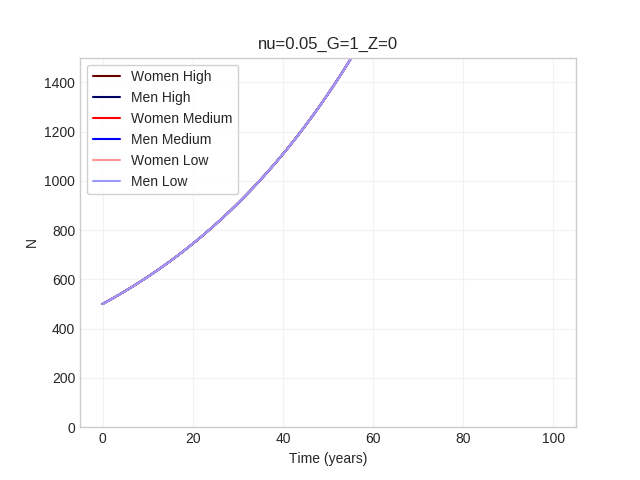 nu=0.05_G=1_Z=0
Women High
Men High
Women Medium
Men Medium
Women Low
Men Low
1400
1200
1000
800
600
400
200
0
N
0 20 40 60 80 100
Time (years)